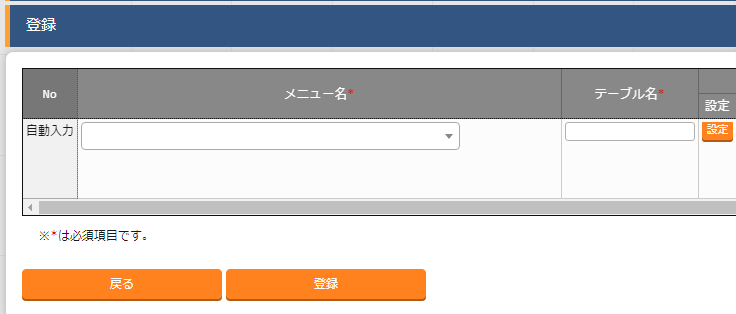 登録
No メニュー名* テーブル名*
設定
自動入力 設定
※*は必須項目です。
戻る 登録